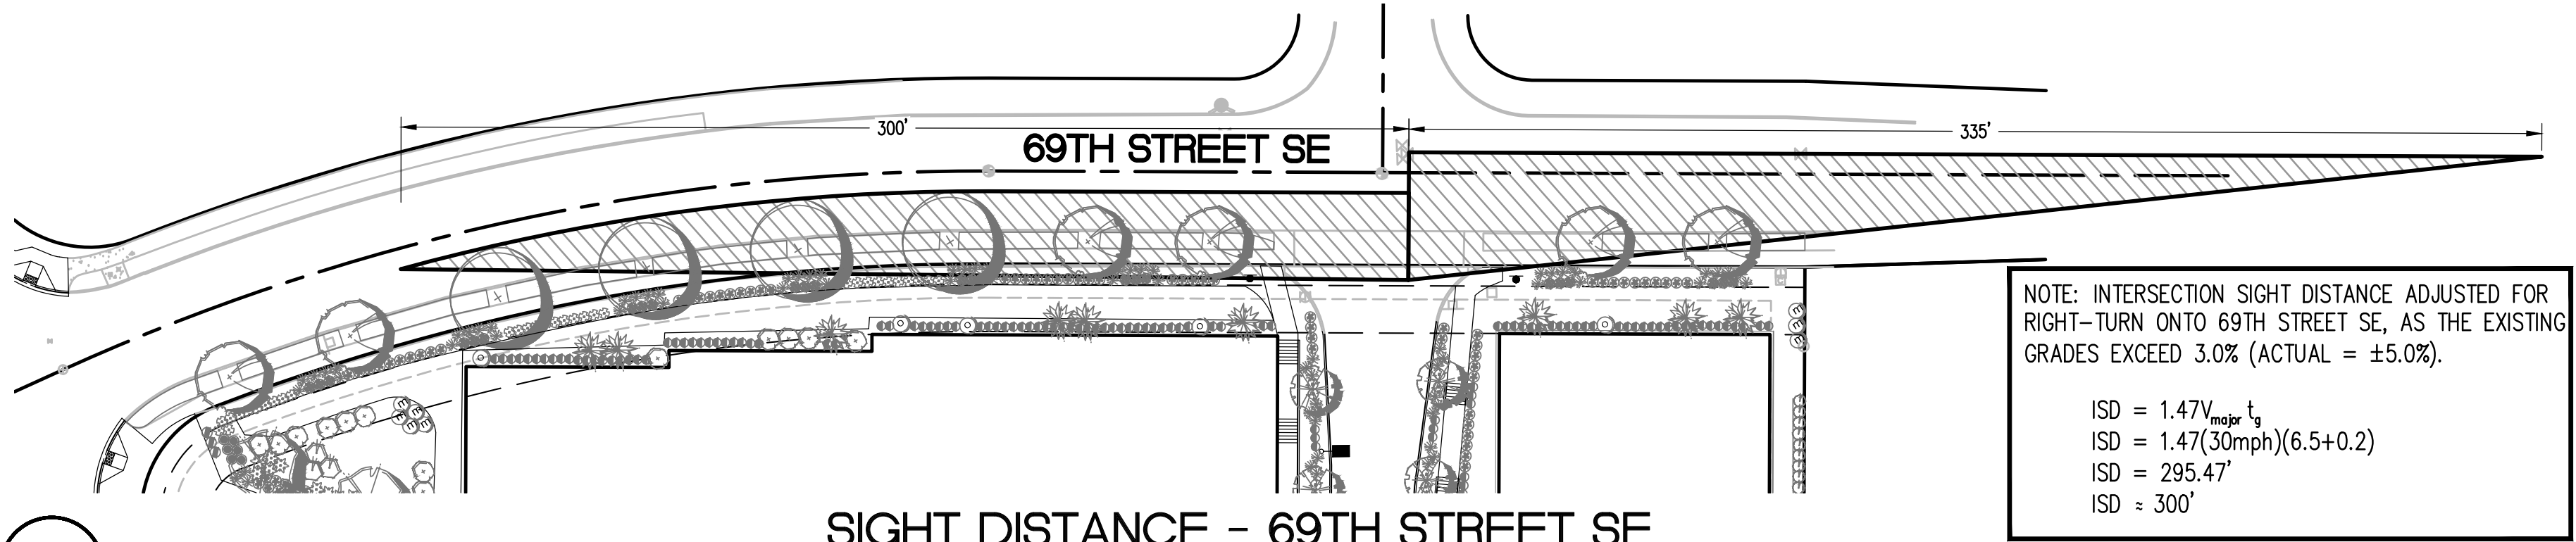 300'
335'
69TH STREET SE
NOTE: INTERSECTION SIGHT DISTANCE ADJUSTED FOR
RIGHT-TURN ONTO 69TH STREET SE, AS THE EXISTING
GRADES EXCEED 3.0% (ACTUAL = ±5.0%).
ISD = 1.47Vmajor tg
ISD = 1.47(30mph)(6.5+0.2)
ISD = 295.47'
ISD ≈ 300'
SIGHT DISTANCE - 69TH STREET SE